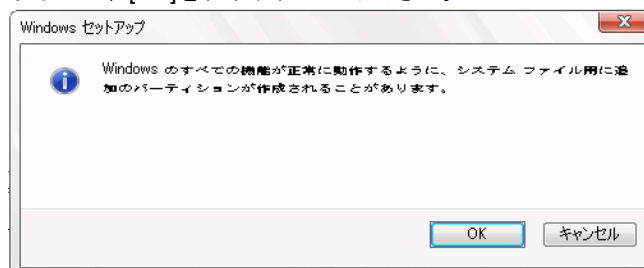 Windows セットアップ
Windows のすべての機能が正常に動作するように、システム ファイル用に追
加のパーティションが作成されることがあります。
OK
キャンセル